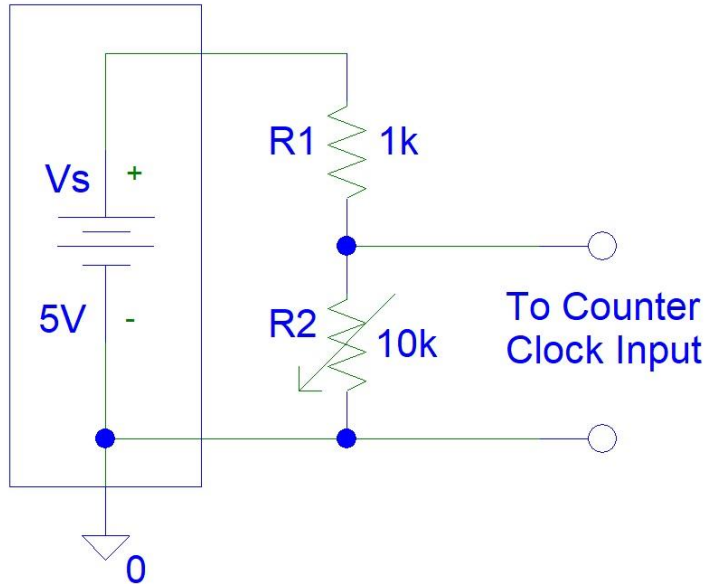 R1 1k
Vs +
5V -
R2 10k
To Counter
Clock Input
0